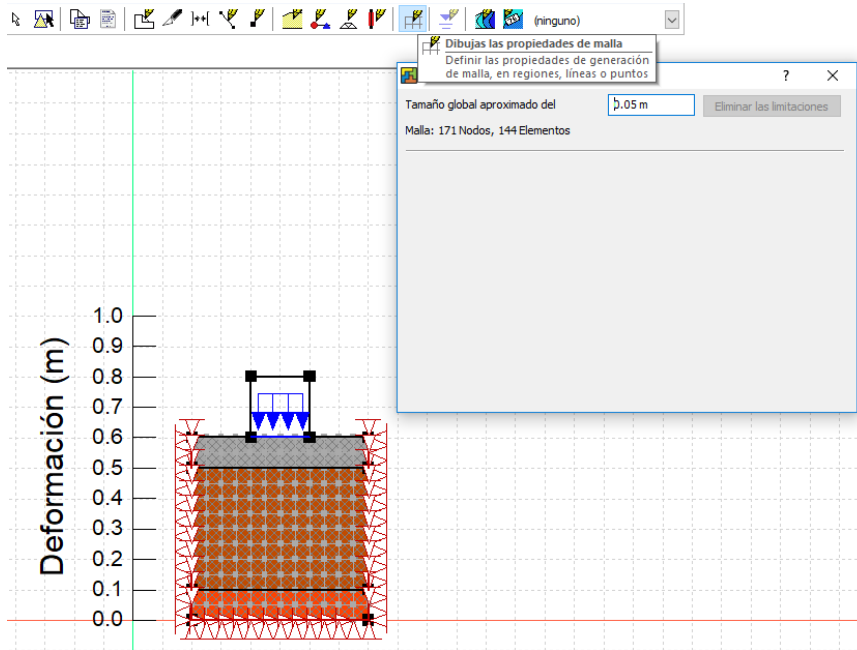 (ninguno)
Dibujas las propiedades de malla
Definir las propiedades de generación
de malla, en regiones, líneas o puntos
?
Tamaño global aproximado del
0.05 m
Eliminar las limitaciones
Malla: 171 Nodos, 144 Elementos
Deformación (m)
1.0
0.9
0.8
0.7
0.6
0.5
0.4
0.3
0.2
0.1
0.0